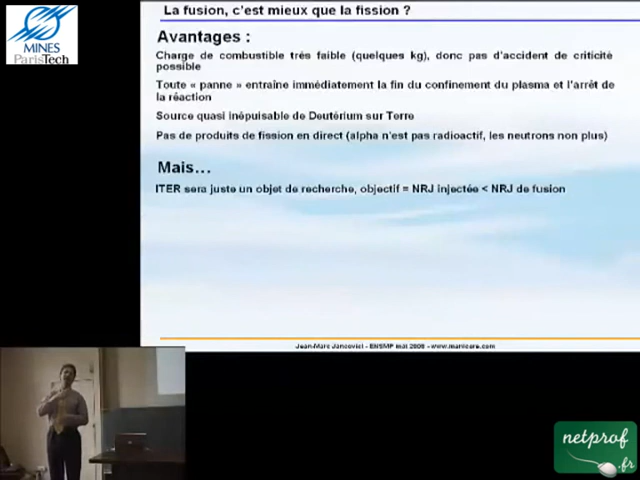 MINES
ParisTech
La fusion, c'est mieux que la fission ?
Avantages :
Charge de combustible très faible (quelques kg), donc pas d'accident de criticité
possible
Toute « panne » entraîne immédiatement la fin du confinement du plasma et l'arrêt de
la réaction
Source quasi inépuisable de Deutérium sur Terre
Pas de produits de fission en direct (alpha n'est pas radioactif, les neutrons non plus)
Mais…
ITER sera juste un objet de recherche, objectif = NRJ injectée < NRJ de fusion
Jean-Marc Jancovici - ENSMP mai 2008 - www.manicore.com
netprof
.fr